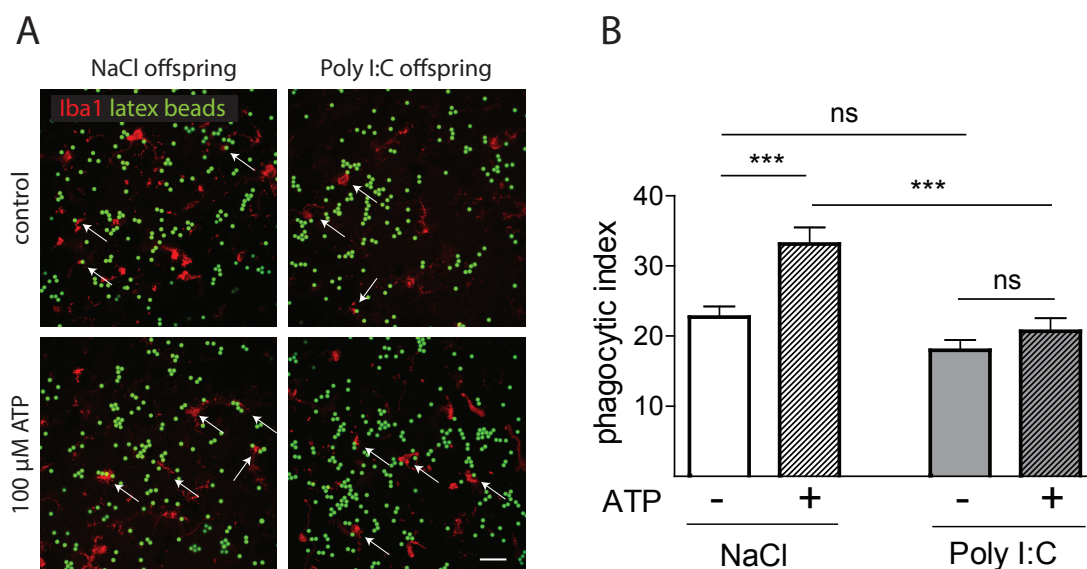 A
NaCl offspring
Poly I:C offspring
Iba1 latex beads
control
100 µM ATP
B
ns
***
***
ns
phagocytic index
40
30
20
10
ATP - + - +
NaCl
Poly I:C